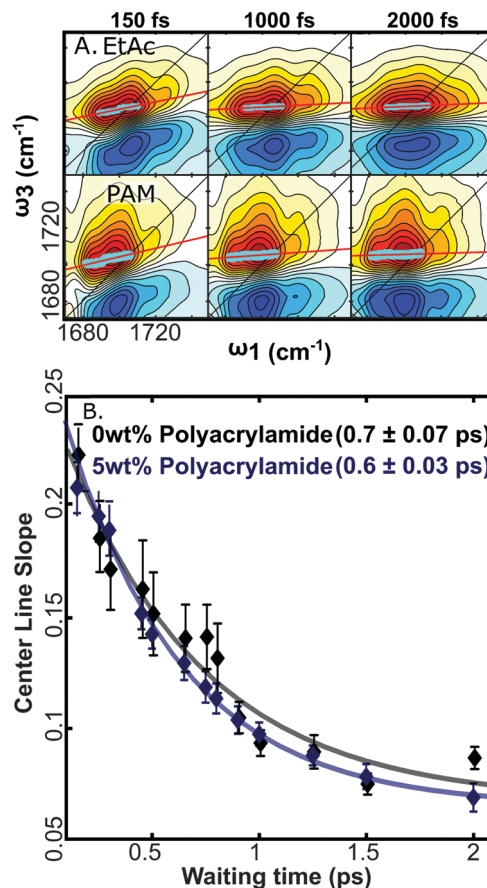 150 fs 1000 fs 2000 fs
A. EtAc
PAM
ω3 (cm⁻¹)
1720
1680
1680 1720
ω1 (cm⁻¹)
B.
0wt% Polyacrylamide (0.7 ± 0.07 ps)
5wt% Polyacrylamide (0.6 ± 0.03 ps)
Center Line Slope
0.25
0.2
0.15
0.1
0.05
0.5 1 1.5 2
Waiting time (ps)